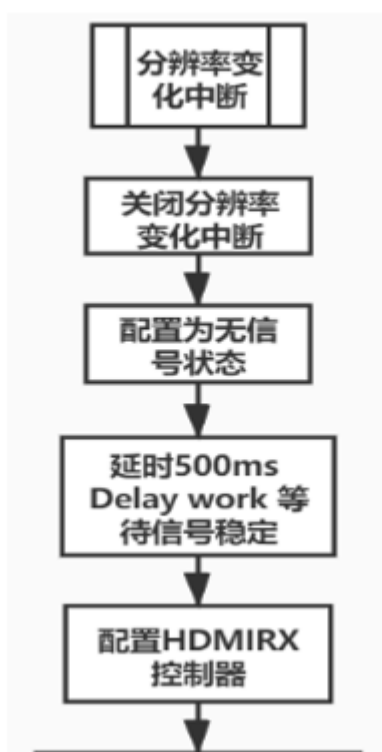 分辨率变
化中断
关闭分辨率
变化中断
配置为无信
号状态
延时500ms
Delay work 等
待信号稳定
配置HDMIRX
控制器